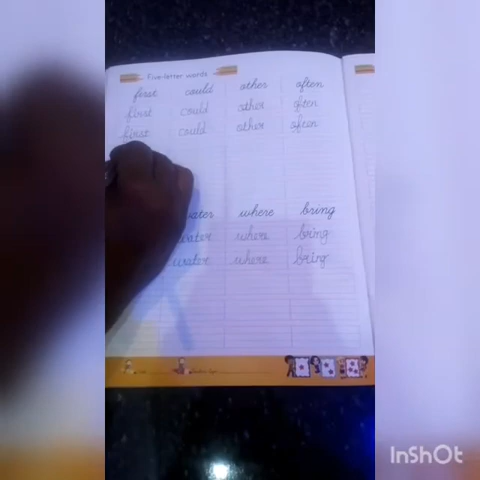 Five-letter words
first could other often
first could other often
first could other often
water where bring
water where bring
water where bring
InShOt